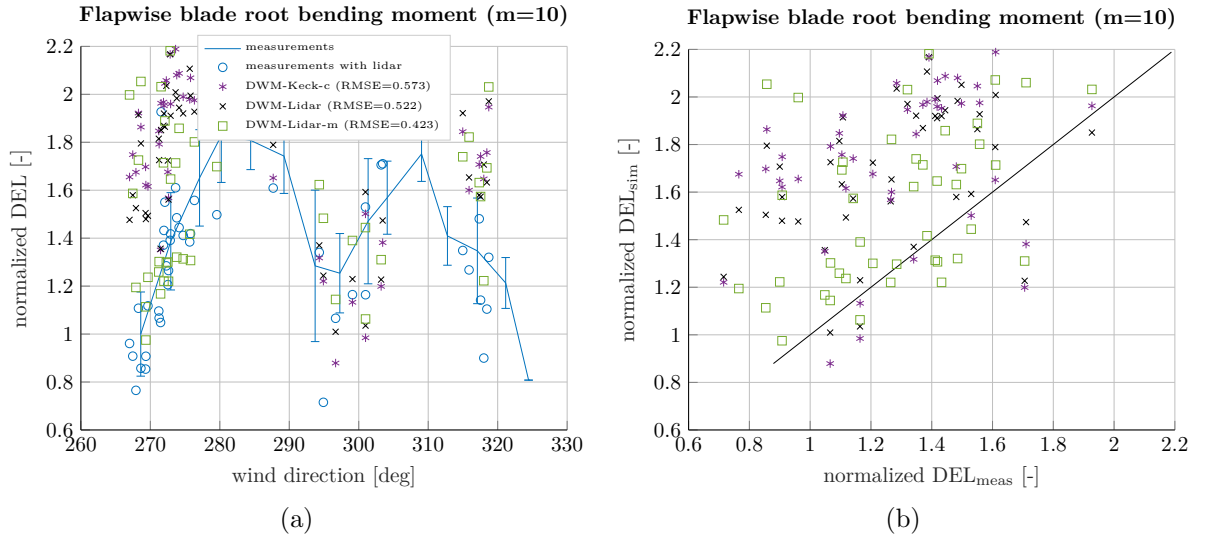 Flapwise blade root bending moment (m=10)
2.2
2
1.8
1.6
1.4
1.2
1
0.8
0.6
normalized DEL [-]
measurements
measurements with lidar
DWM-Keck-c (RMSE=0.573)
DWM-Lidar (RMSE=0.522)
DWM-Lidar-m (RMSE=0.423)
260 270 280 290 300 310 320 330
wind direction [deg]
(a)
Flapwise blade root bending moment (m=10)
2.2
2
1.8
1.6
1.4
1.2
1
0.8
0.6
normalized DELsim [-]
0.6 0.8 1 1.2 1.4 1.6 1.8 2 2.2
normalized DELmeas [-]
(b)